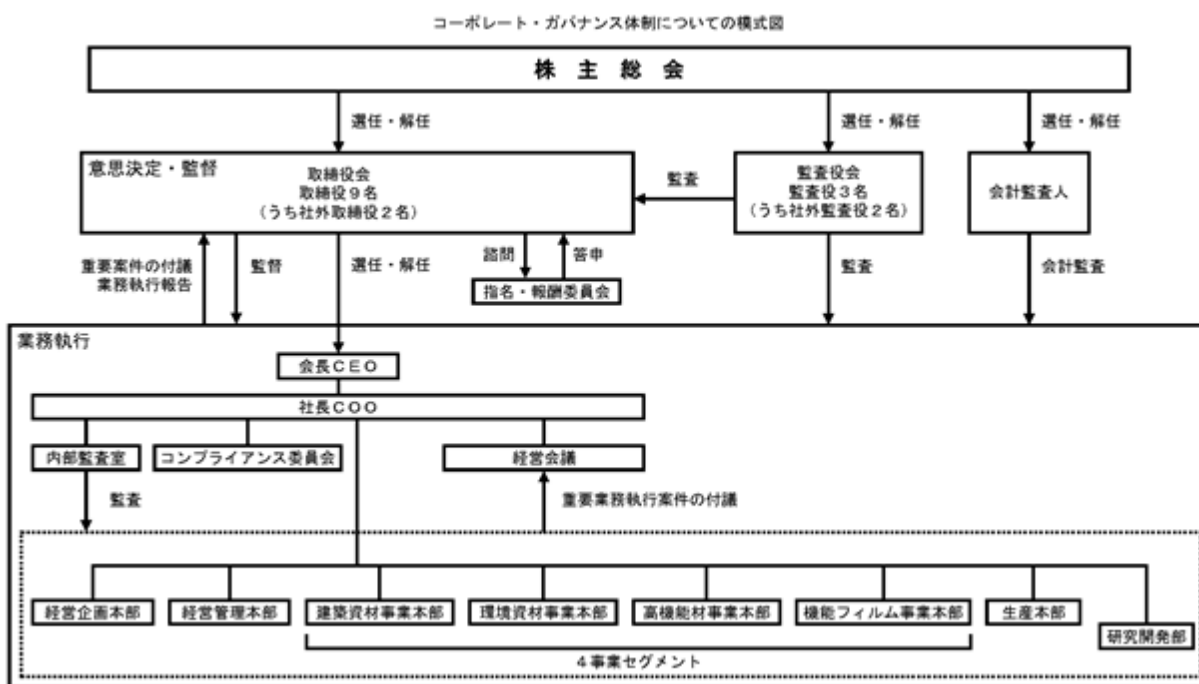 コーポレート・ガバナンス体制についての模式図
株 主 総 会
選任・解任
選任・解任
選任・解任
意思決定・監督
取締役会
取締役9名
（うち社外取締役2名）
監査
監査役会
監査役3名
（うち社外監査役2名）
会計監査人
重要案件の付議
業務執行報告
監督
選任・解任
諮問
答申
指名・報酬委員会
監査
会計監査
業務執行
会長CEO
社長COO
内部監査室
コンプライアンス委員会
経営会議
監査
重要業務執行案件の付議
経営企画本部
経営管理本部
建築資材事業本部
環境資材事業本部
高機能材事業本部
機能フィルム事業本部
生産本部
研究開発部
4事業セグメント